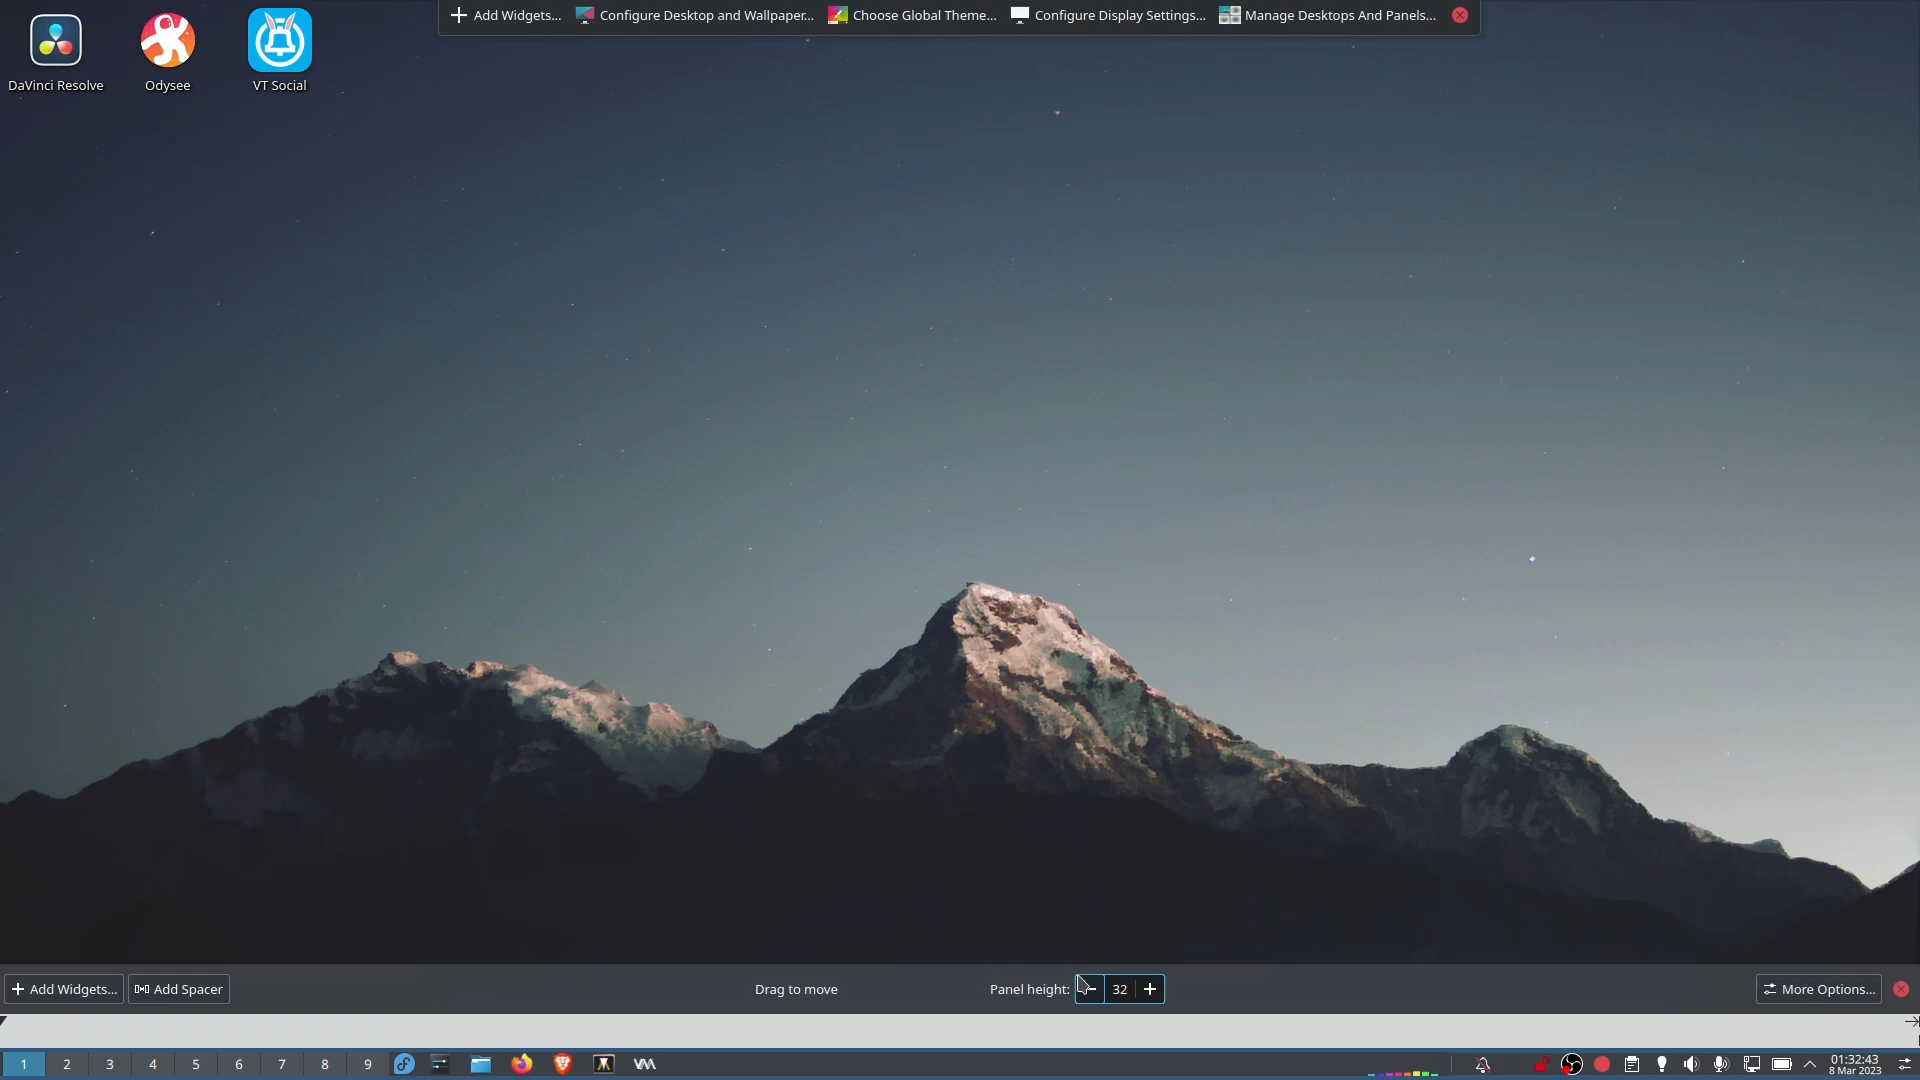 Add Widgets... Configure Desktop and Wallpaper... Choose Global Theme... Configure Display Settings... Manage Desktops And Panels...
DaVinci Resolve Odysee VT Social
Add Widgets... Add Spacer Drag to move Panel height: 32 More Options...
1 2 3 4 5 6 7 8 9 01:32:43
8 Mar 2023